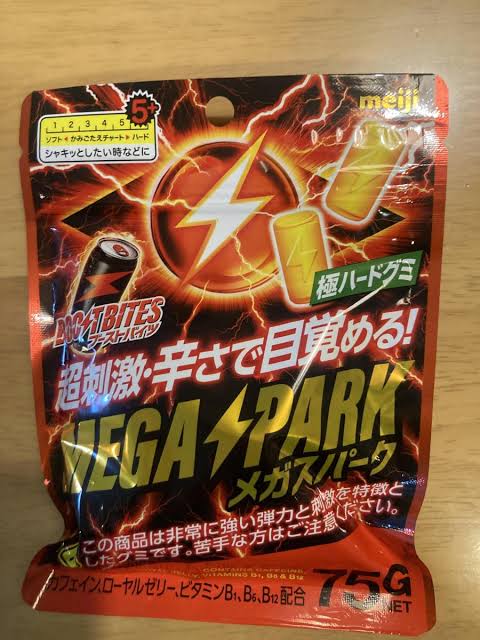 meiji
5+
1 2 3 4 5
ソフト ◀ かみごたえチャート ▶ ハード
シャキッとしたい時などに
極ハードグミ
BOOST BITES
ブーストバイツ
超刺激・辛さで目覚める!
MEGA SPARK
メガスパーク
この商品は非常に強い弾力と刺激を特徴と
したグミです。苦手な方はご注意ください。
CONTAINS CAFFEINE,
JELLY, VITAMINS B1, B6 & B12
カフェイン、ローヤルゼリー、ビタミンB1、B6、B12配合
75G
NET